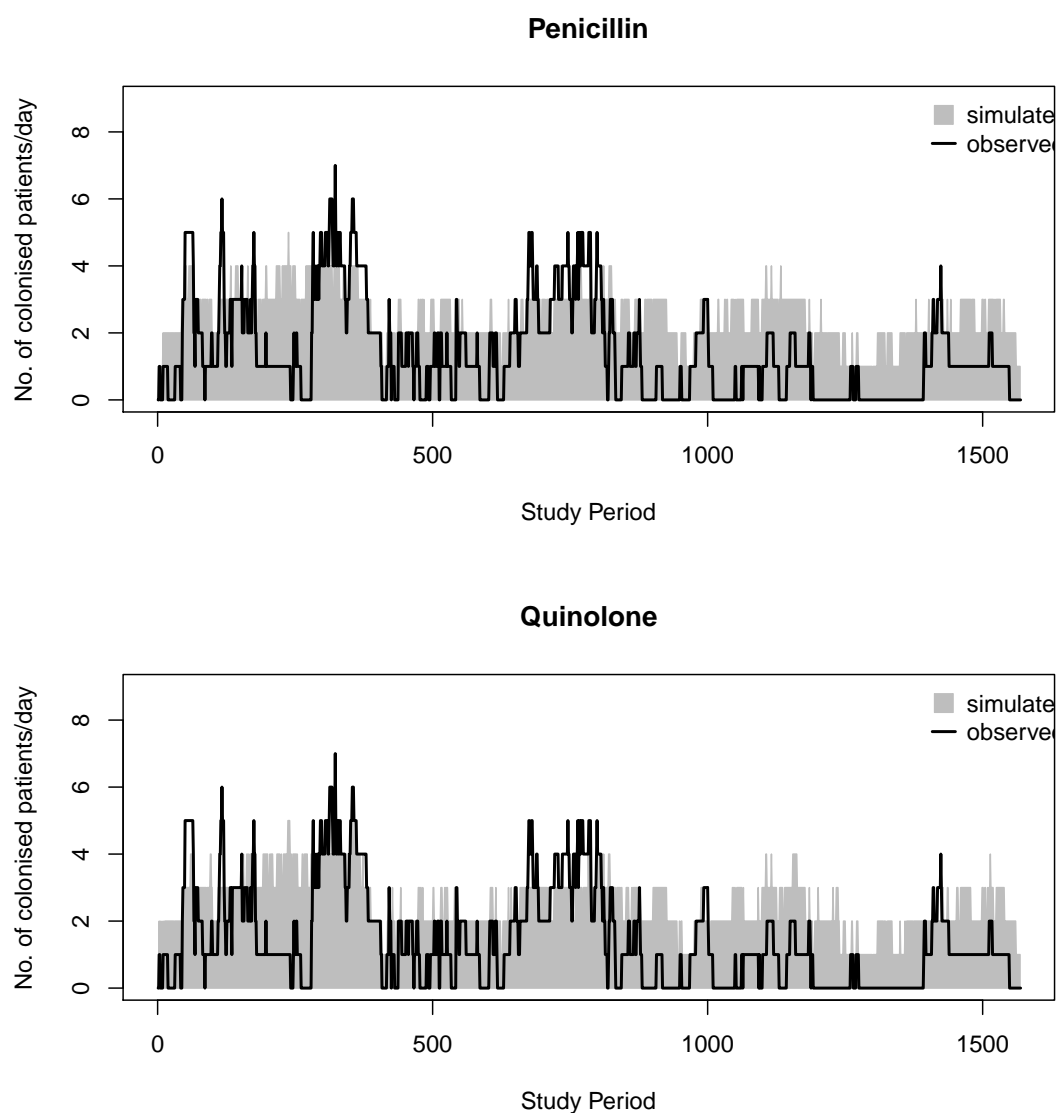 Penicillin
No. of colonised patients/day
8
6
4
2
0
simulate
observe
0 500 1000 1500
Study Period
Quinolone
No. of colonised patients/day
8
6
4
2
0
simulate
observe
0 500 1000 1500
Study Period